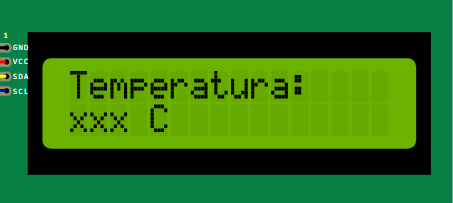 1
GND
VCC
SDA
SCL
Temperatura:
xxx C